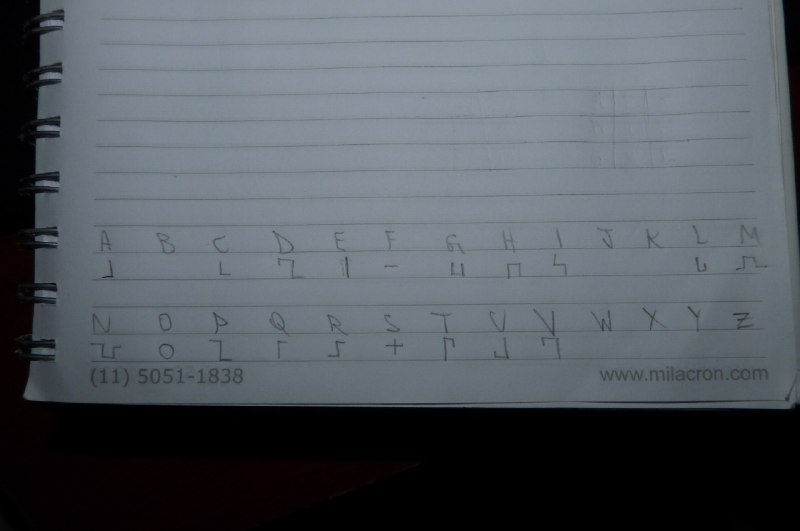 A B C D E F G H I J K L M
N O P Q R S T U V W X Y Z
(11) 5051-1838 www.milacron.com